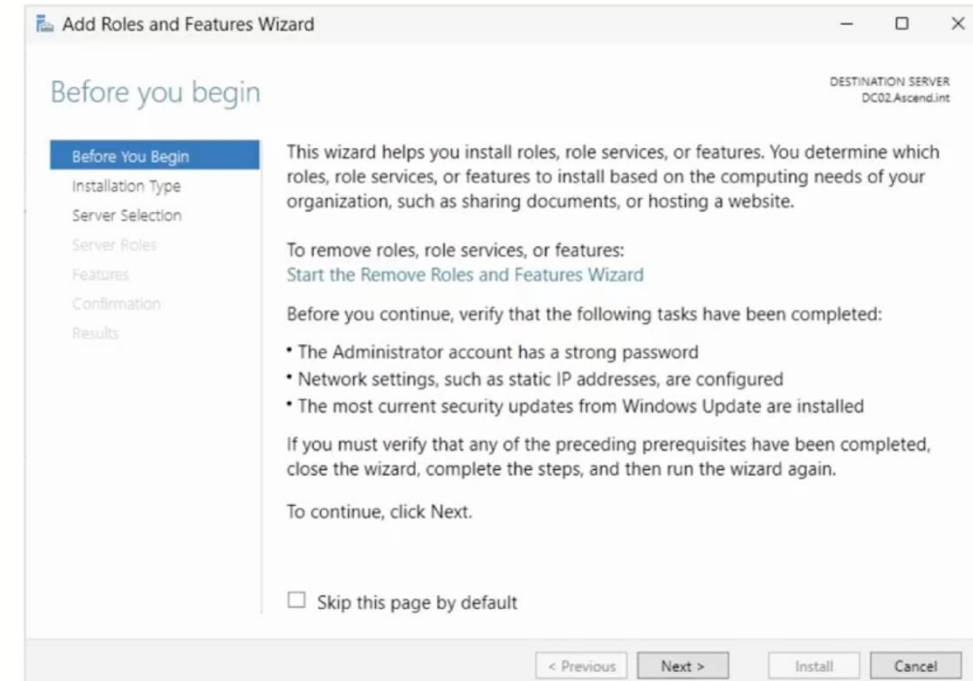 Add Roles and Features Wizard
Before you begin
DESTINATION SERVER
DC02.Ascend.int
Before You Begin
Installation Type
Server Selection
Server Roles
Features
Confirmation
Results
This wizard helps you install roles, role services, or features. You determine which
roles, role services, or features to install based on the computing needs of your
organization, such as sharing documents, or hosting a website.
To remove roles, role services, or features:
Start the Remove Roles and Features Wizard
Before you continue, verify that the following tasks have been completed:
• The Administrator account has a strong password
• Network settings, such as static IP addresses, are configured
• The most current security updates from Windows Update are installed
If you must verify that any of the preceding prerequisites have been completed,
close the wizard, complete the steps, and then run the wizard again.
To continue, click Next.
Skip this page by default
< Previous Next > Install Cancel